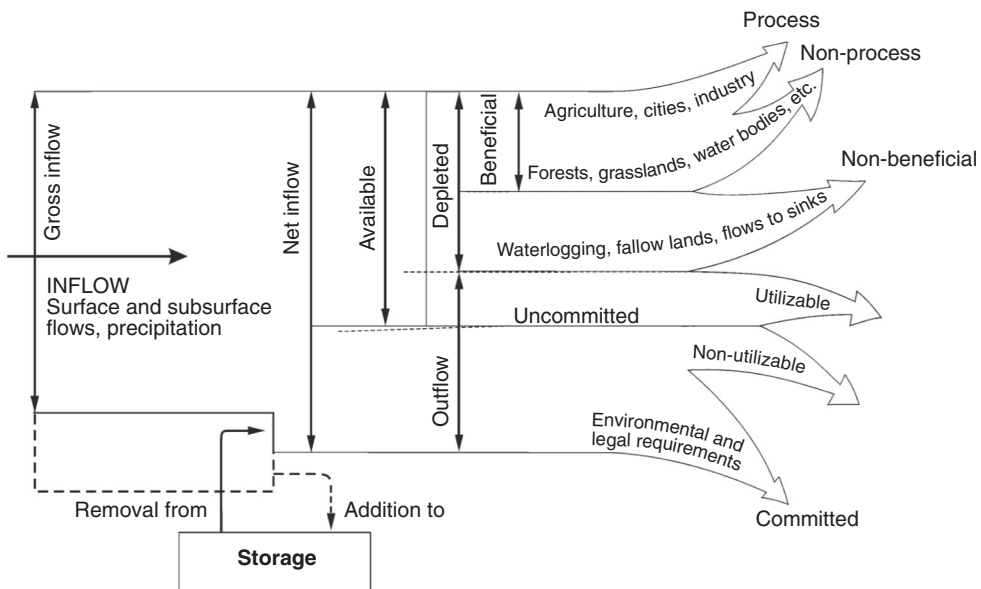 Process
Non-process
Agriculture, cities, industry
Forests, grasslands, water bodies, etc.
Non-beneficial
Waterlogging, fallow lands, flows to sinks
Gross inflow
Net inflow
Available
Depleted
Beneficial
INFLOW
Surface and subsurface
flows, precipitation
Uncommitted
Utilizable
Non-utilizable
Outflow
Environmental and
legal requirements
Committed
Removal from
Addition to
Storage